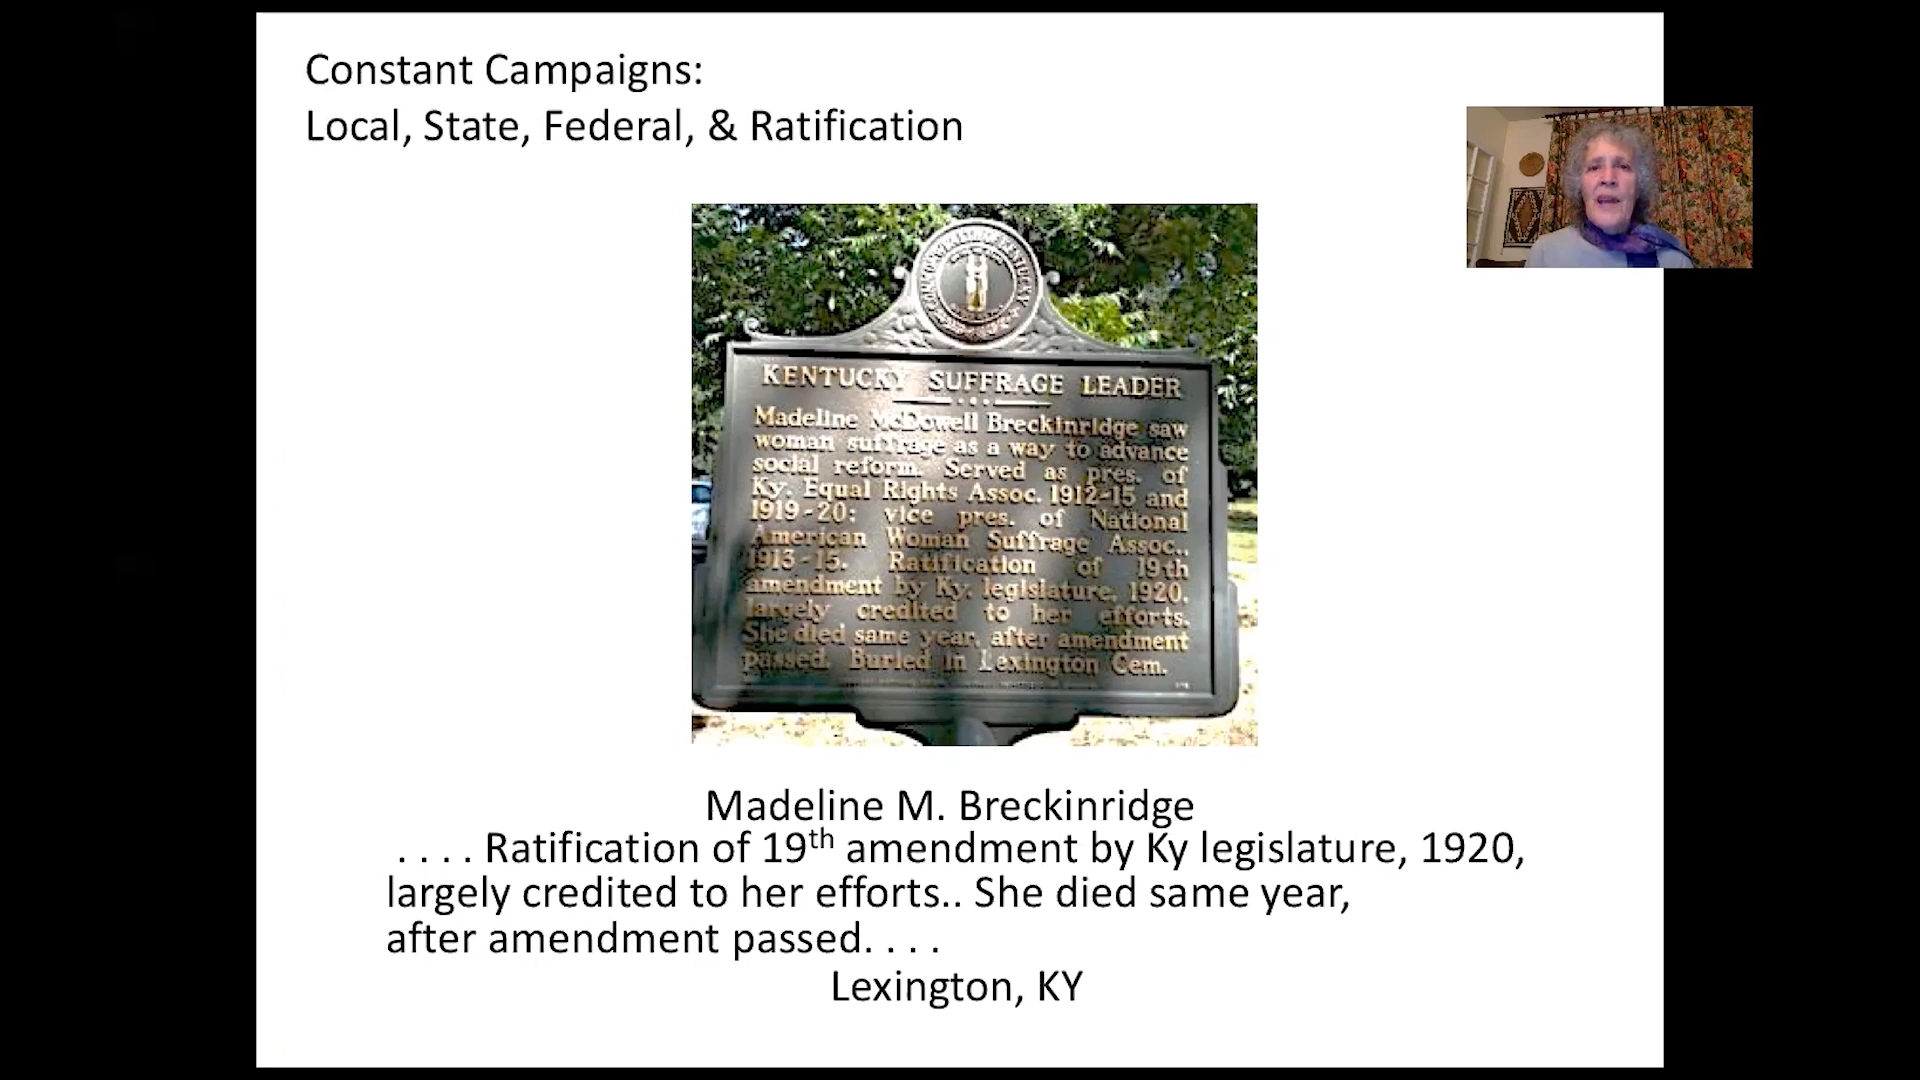 Constant Campaigns:
Local, State, Federal, & Ratification
COMMONWEALTH OF KENTUCKY
KENTUCKY SUFFRAGE LEADER
Madeline McDowell Breckinridge saw
woman suffrage as a way to advance
social reform. Served as pres. of
Ky. Equal Rights Assoc. 1912-15 and
1919-20; vice pres. of National
American Woman Suffrage Assoc.,
1913-15. Ratification of 19th
amendment by Ky. legislature, 1920,
largely credited to her efforts.
She died same year, after amendment
passed. Buried in Lexington Cem.
Madeline M. Breckinridge
. . . . Ratification of 19th amendment by Ky legislature, 1920,
largely credited to her efforts.. She died same year,
after amendment passed. . . .
Lexington, KY